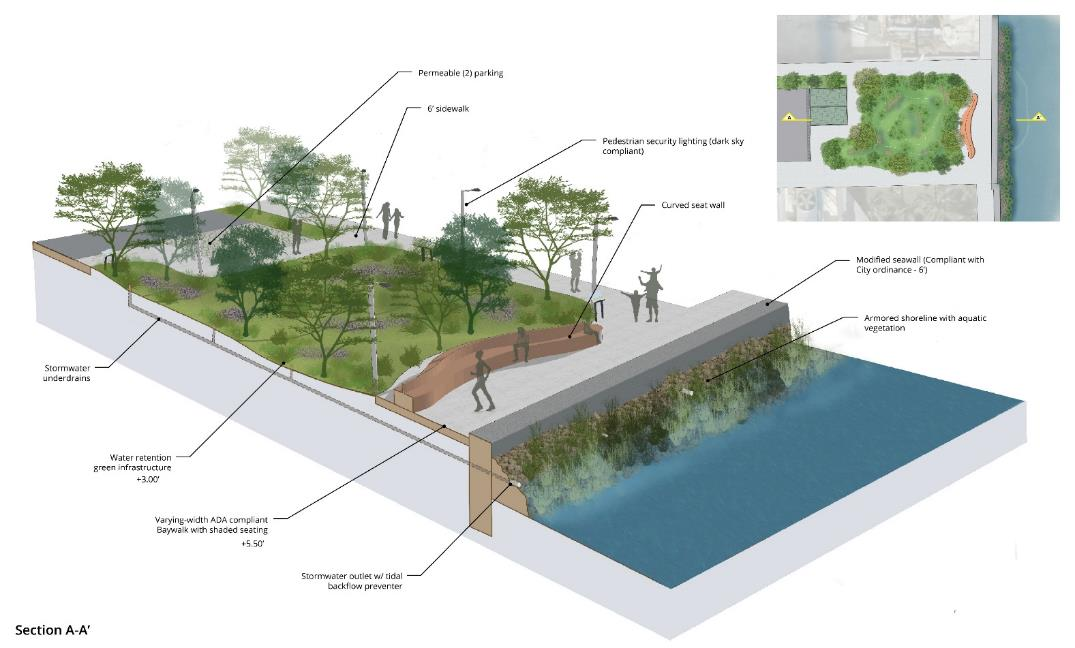 Permeable (2) parking
6' sidewalk
Pedestrian security lighting (dark sky
compliant)
Curved seat wall
A
A'
Modified seawall (Compliant with
City ordinance - 6')
Armored shoreline with aquatic
vegetation
Stormwater
underdrains
Water retention
green infrastructure
+3.00'
Varying-width ADA compliant
Baywalk with shaded seating
+5.50'
Stormwater outlet w/ tidal
backflow preventer
Section A-A'